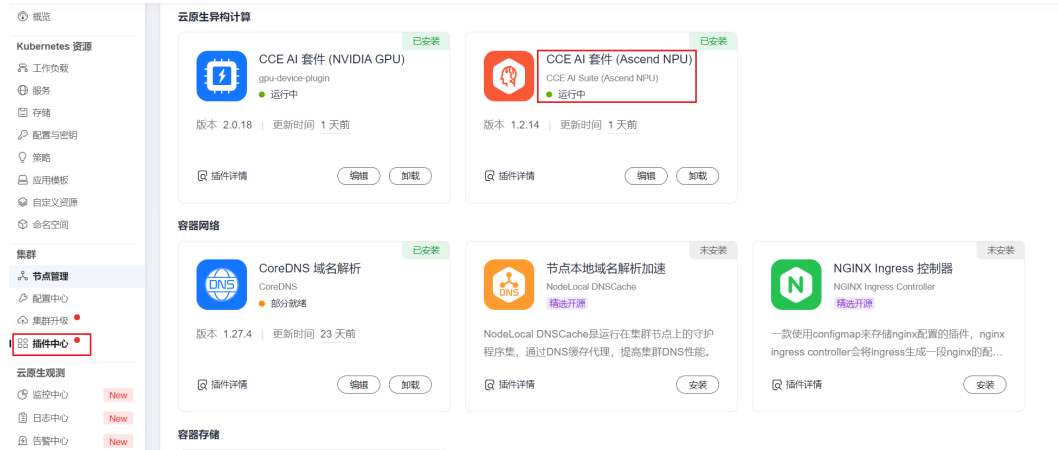 概览
Kubernetes 资源
工作负载
服务
存储
配置与密钥
策略
应用模板
自定义资源
命名空间
集群
节点管理
配置中心
集群升级
插件中心
云原生观测
监控中心 New
日志中心 New
告警中心 New
云原生异构计算
已安装
CCE AI 套件 (NVIDIA GPU)
gpu-device-plugin
运行中
版本 2.0.18 | 更新时间 1 天前
插件详情 编辑 卸载
已安装
CCE AI 套件 (Ascend NPU)
CCE AI Suite (Ascend NPU)
运行中
版本 1.2.14 | 更新时间 1 天前
插件详情 编辑 卸载
容器网络
已安装
CoreDNS 域名解析
CoreDNS
部分就绪
DNS
版本 1.27.4 | 更新时间 23 天前
插件详情 编辑 卸载
未安装
节点本地域名解析加速
NodeLocal DNSCache
精选开源
DNS
NodeLocal DNSCache是运行在集群节点上的守护
程序集，通过DNS缓存代理，提高集群DNS性能。
插件详情 安装
未安装
NGINX Ingress 控制器
NGINX Ingress Controller
精选开源
N
一款使用configmap来存储nginx配置的插件，nginx
ingress controller会将ingress生成一段nginx的配...
插件详情 安装
容器存储